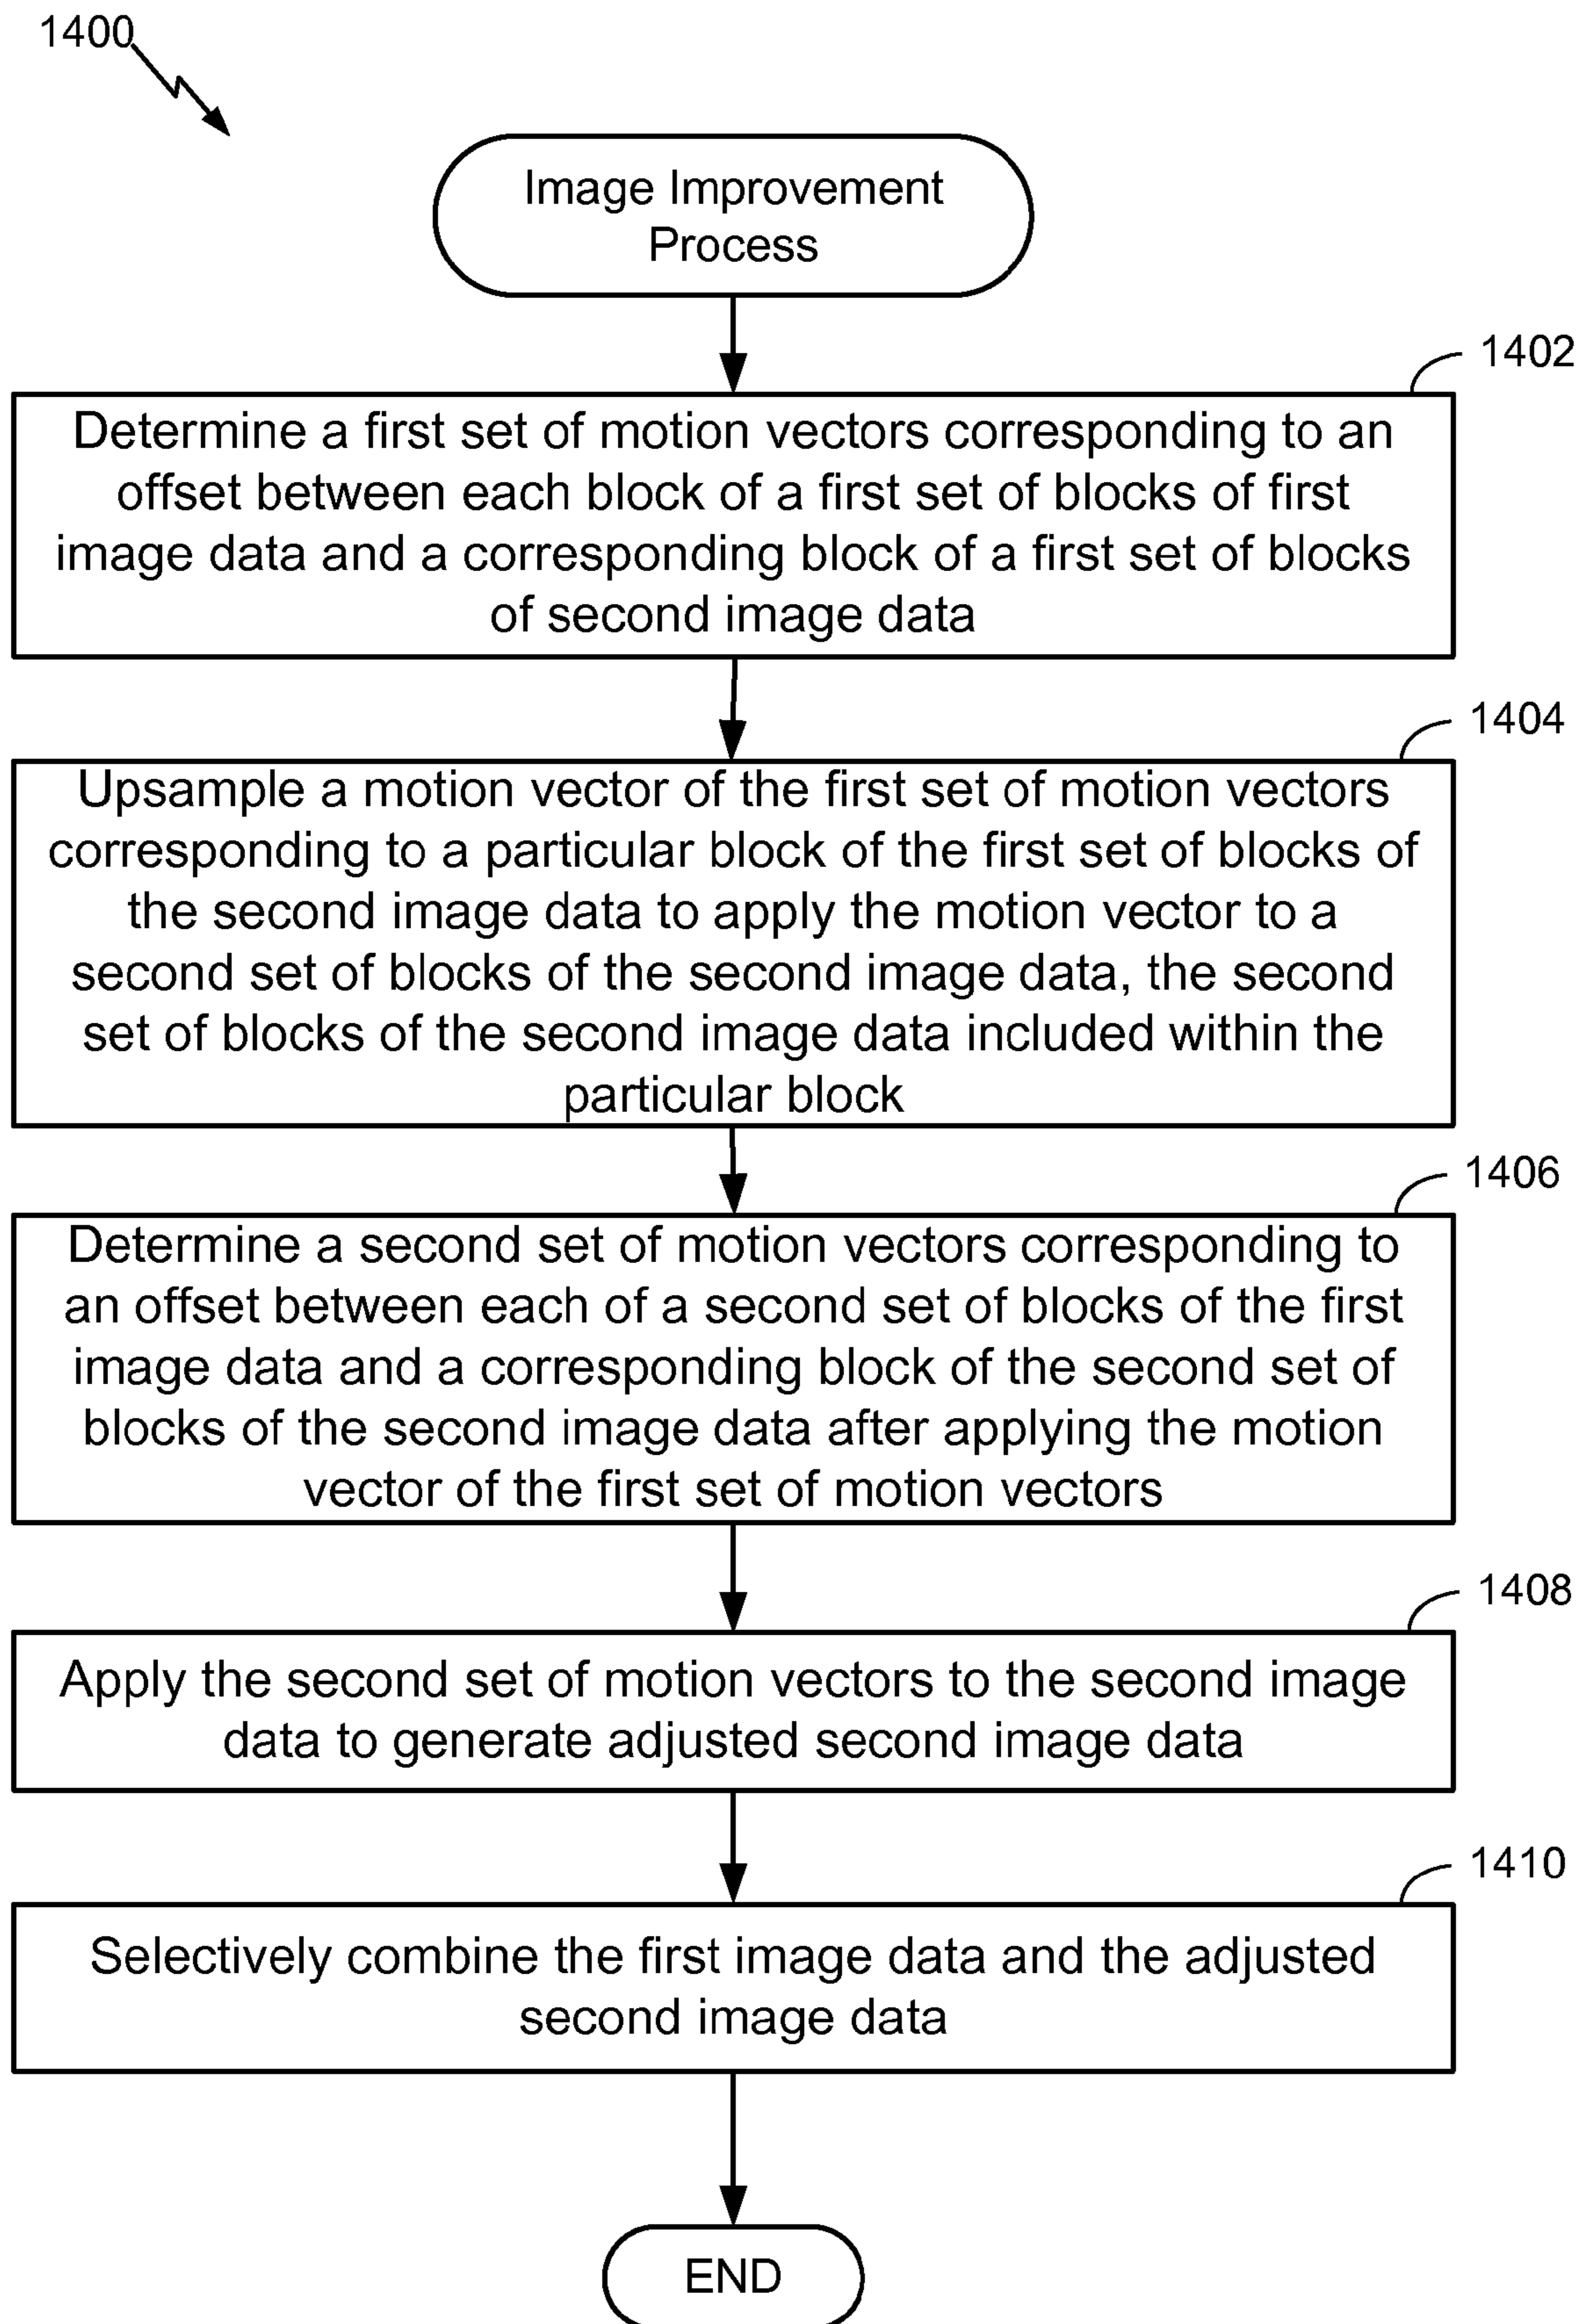 1400
Image Improvement
Process
1402
Determine a first set of motion vectors corresponding to an
offset between each block of a first set of blocks of first
image data and a corresponding block of a first set of blocks
of second image data
1404
Upsample a motion vector of the first set of motion vectors
corresponding to a particular block of the first set of blocks of
the second image data to apply the motion vector to a
second set of blocks of the second image data, the second
set of blocks of the second image data included within the
particular block
1406
Determine a second set of motion vectors corresponding to
an offset between each of a second set of blocks of the first
image data and a corresponding block of the second set of
blocks of the second image data after applying the motion
vector of the first set of motion vectors
1408
Apply the second set of motion vectors to the second image
data to generate adjusted second image data
1410
Selectively combine the first image data and the adjusted
second image data
END